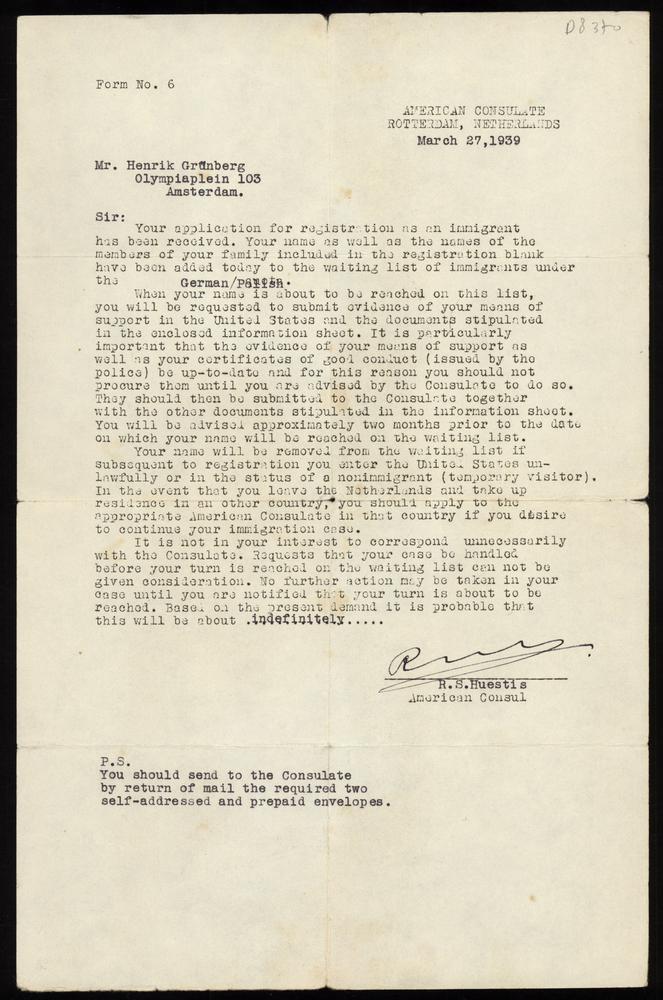 D8370
Form No. 6
AMERICAN CONSULATE
ROTTERDAM, NETHERLANDS
March 27,1939
Mr. Henrik Grünberg
Olympiaplein 103
Amsterdam.
Sir:
Your application for registration as an immigrant
has been received. Your name as well as the names of the
members of your family included in the registration blank
have been added today to the waiting list of immigrants under
the German/
When your name is about to be reached on this list,
you will be requested to submit evidence of your means of
support in the United States and the documents stipulated
in the enclosed information sheet. It is particularly
important that the evidence of your means of support as
well as your certificates of good conduct (issued by the
police) be up-to-date and for this reason you should not
procure them until you are advised by the Consulate to do so.
They should then be submitted to the Consulate together
with the other documents stipulated in the information sheet.
You will be advised approximately two months prior to the date
on which your name will be reached on the waiting list.
Your name will be removed from the waiting list if
subsequent to registration you enter the United States un-
lawfully or in the status of a nonimmigrant (temporary visitor).
In the event that you leave the Netherlands and take up
residence in an other country, you should apply to the
appropriate American Consulate in that country if you desire
to continue your immigration case.
It is not in your interest to correspond unnecessarily
with the Consulate. Requests that your case be handled
before your turn is reached on the waiting list can not be
given consideration. No further action may be taken in your
case until you are notified that your turn is about to be
reached. Based on the present demand it is probable that
this will be about .indefinitely.....
R.S.Huestis
American Consul
P.S.
You should send to the Consulate
by return of mail the required two
self-addressed and prepaid envelopes.